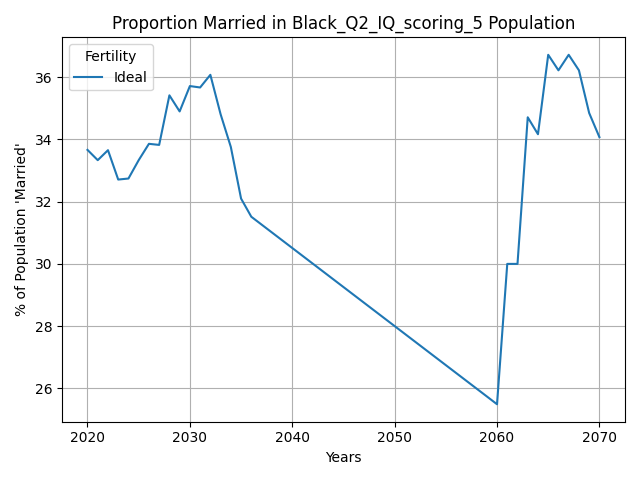 Proportion Married in Black_Q2_IQ_scoring_5 Population
Fertility
Ideal
% of Population 'Married'
36
34
32
30
28
26
2020 2030 2040 2050 2060 2070
Years